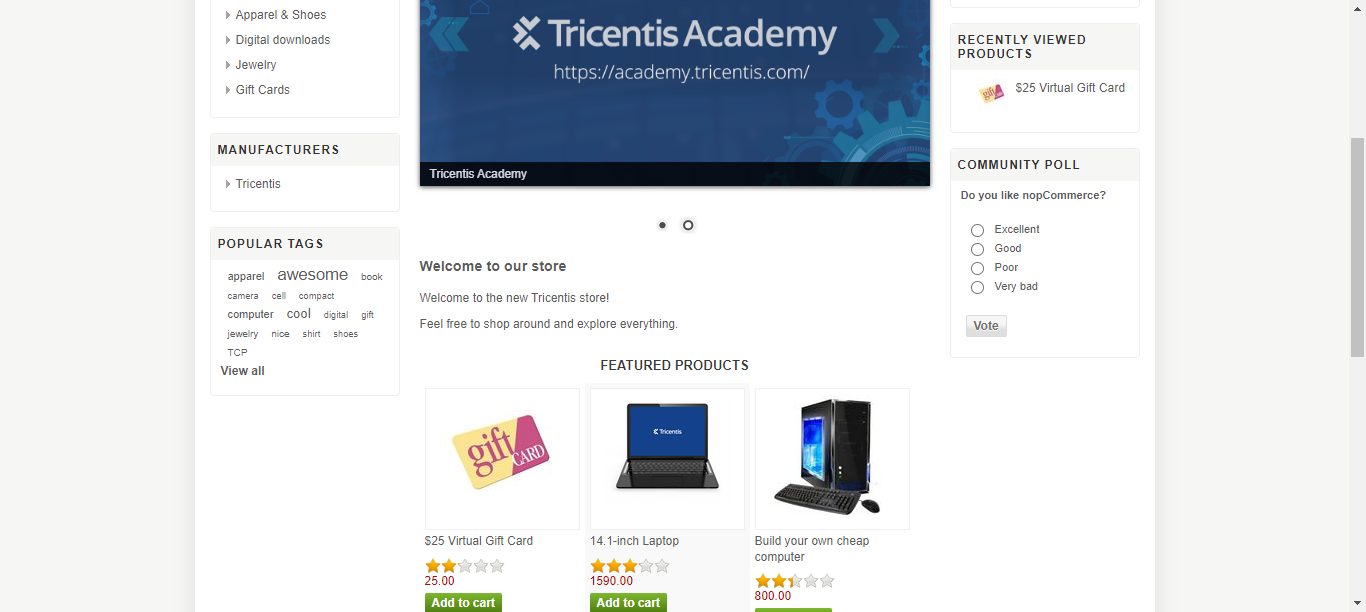 Apparel & Shoes
Digital downloads
Jewelry
Gift Cards
MANUFACTURERS
Tricentis
POPULAR TAGS
apparel awesome book
camera cell compact
computer cool digital gift
jewelry nice shirt shoes
TCP
View all
Tricentis Academy
https://academy.tricentis.com/
Tricentis Academy
Welcome to our store
Welcome to the new Tricentis store!
Feel free to shop around and explore everything.
FEATURED PRODUCTS
gift
CARD
$25 Virtual Gift Card
25.00
Add to cart
Tricentis
14.1-inch Laptop
1590.00
Add to cart
Build your own cheap
computer
800.00
RECENTLY VIEWED
PRODUCTS
gift
$25 Virtual Gift Card
COMMUNITY POLL
Do you like nopCommerce?
Excellent
Good
Poor
Very bad
Vote